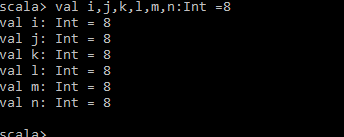 scala> val i,j,k,l,m,n:Int =8
val i: Int = 8
val j: Int = 8
val k: Int = 8
val l: Int = 8
val m: Int = 8
val n: Int = 8
scala>